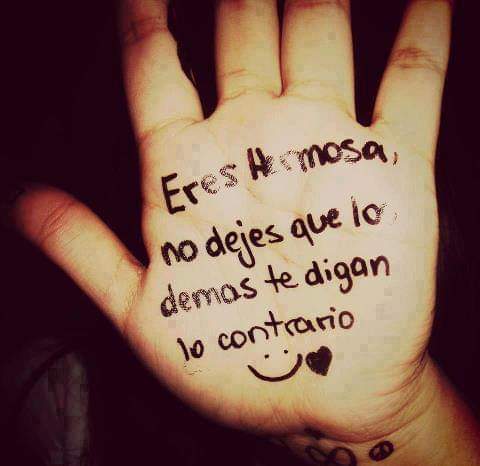 Eres Hermosa,
no dejes que lo
demas te digan
lo contrario